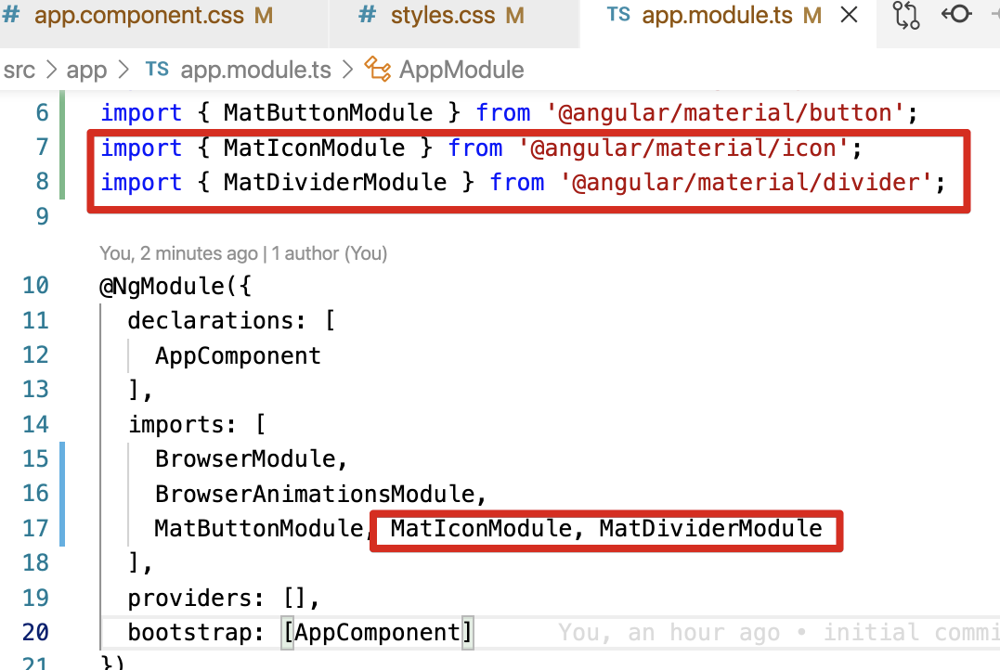 # app.component.css M # styles.css M TS app.module.ts M
src > app > TS app.module.ts > AppModule
6 import { MatButtonModule } from '@angular/material/button';
7 import { MatIconModule } from '@angular/material/icon';
8 import { MatDividerModule } from '@angular/material/divider';
9
You, 2 minutes ago | 1 author (You)
10 @NgModule({
11 declarations: [
12 AppComponent
13 ],
14 imports: [
15 BrowserModule,
16 BrowserAnimationsModule,
17 MatButtonModule, MatIconModule, MatDividerModule
18 ],
19 providers: [],
20 bootstrap: [AppComponent] You, an hour ago • initial commi
21 })